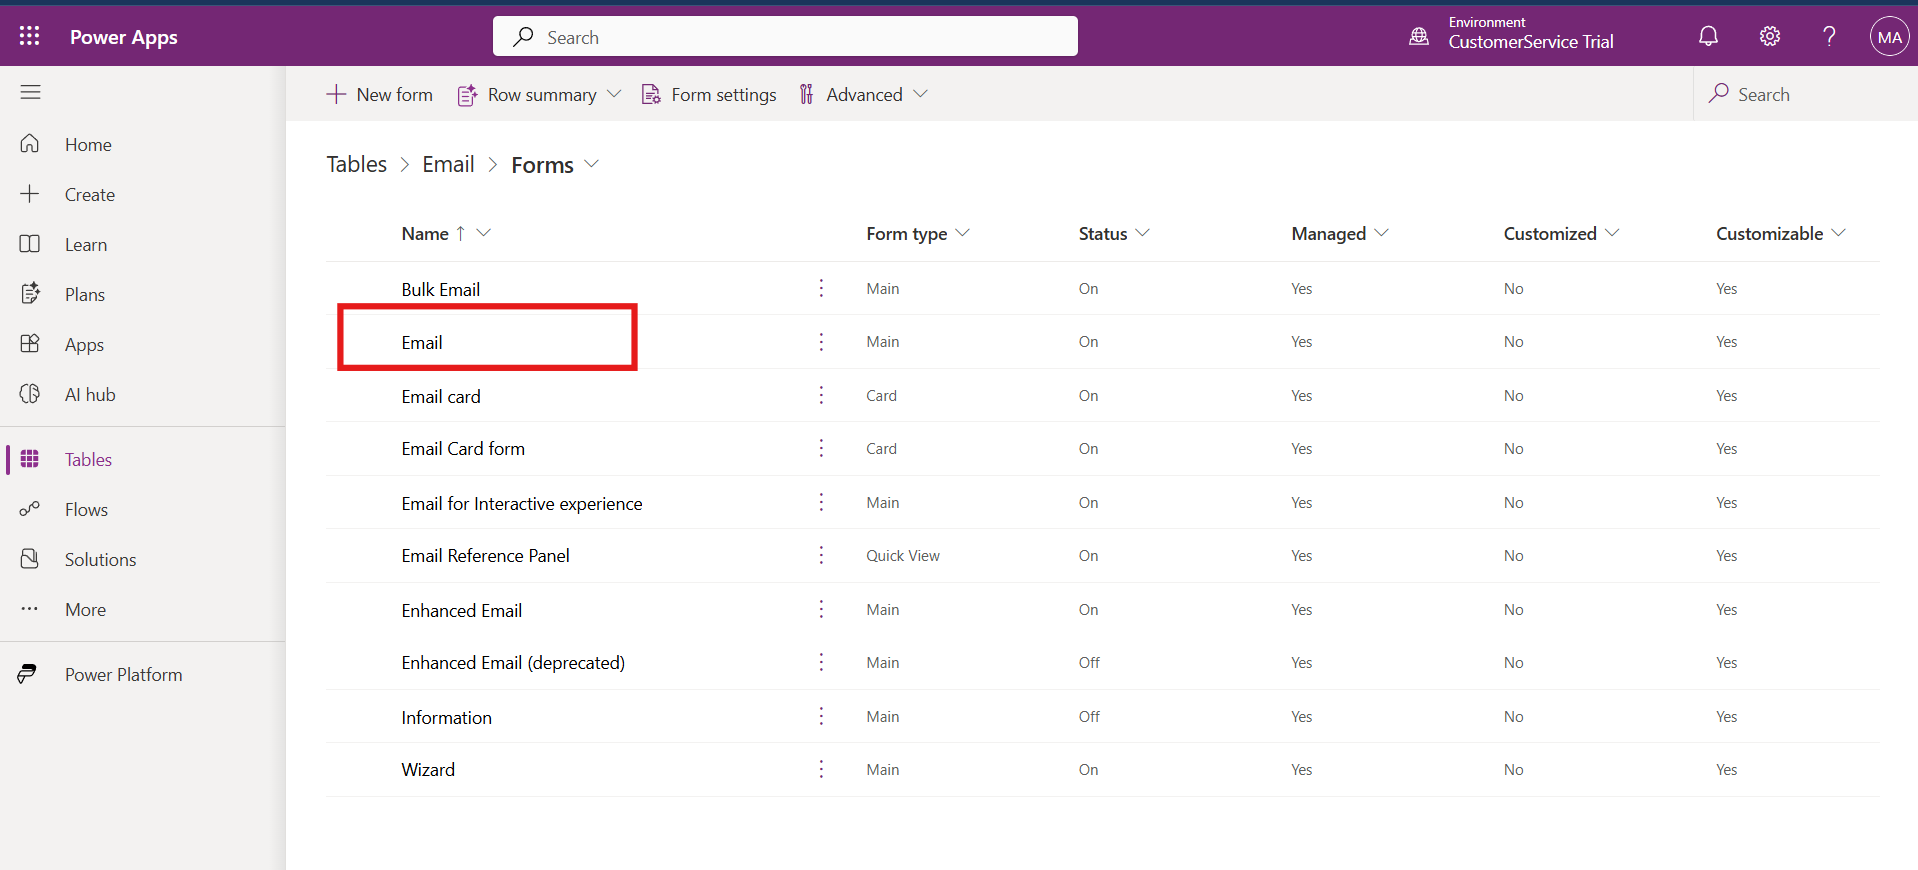 Power Apps
Search
Environment
CustomerService Trial
MA
Home
Create
Learn
Plans
Apps
AI hub
Tables
Flows
Solutions
More
Power Platform
New form Row summary Form settings Advanced Search
Tables > Email > Forms
Name ↑ Form type Status Managed Customized Customizable
Bulk Email Main On Yes No Yes
Email Main On Yes No Yes
Email card Card On Yes No Yes
Email Card form Card On Yes No Yes
Email for Interactive experience Main On Yes No Yes
Email Reference Panel Quick View On Yes No Yes
Enhanced Email Main On Yes No Yes
Enhanced Email (deprecated) Main Off Yes No Yes
Information Main Off Yes No Yes
Wizard Main On Yes No Yes